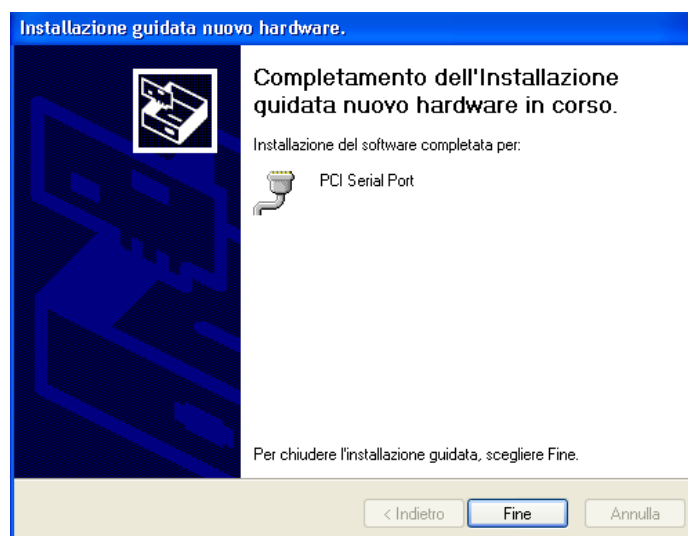 Installazione guidata nuovo hardware.
Completamento dell'Installazione
guidata nuovo hardware in corso.
Installazione del software completata per:
PCI Serial Port
Per chiudere l'installazione guidata, scegliere Fine.
< Indietro
Fine
Annulla